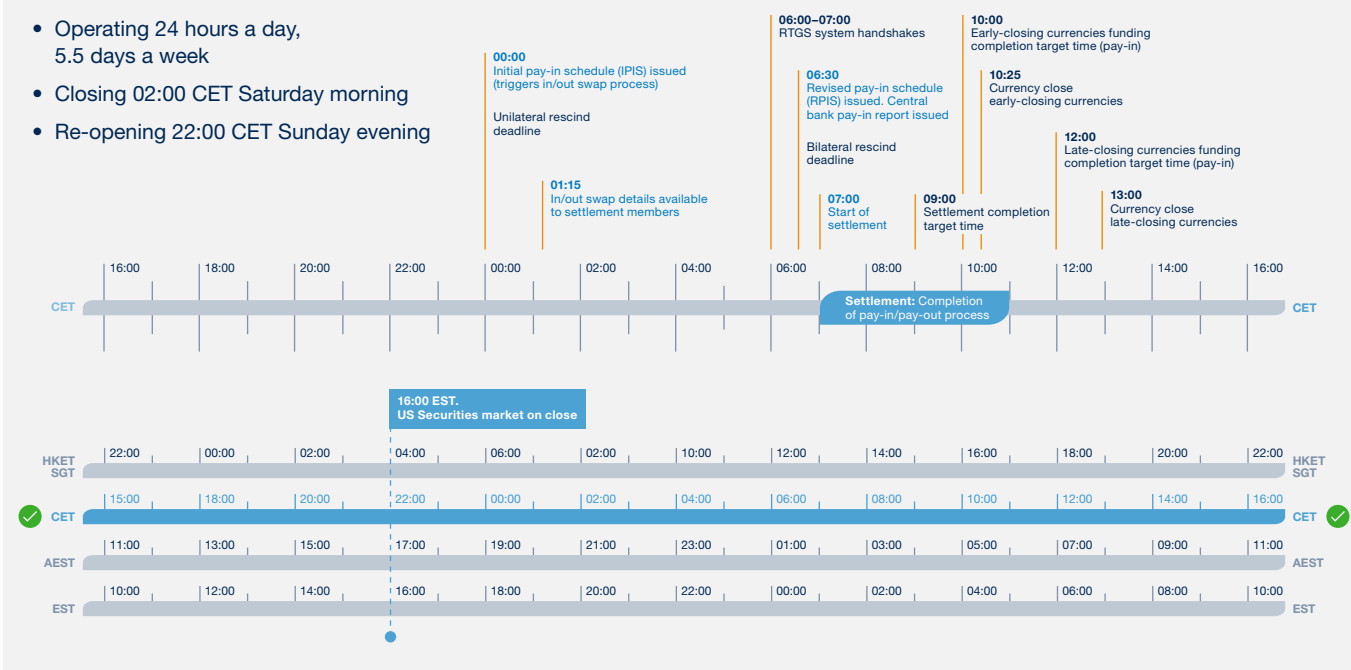 • Operating 24 hours a day,
5.5 days a week
• Closing 02:00 CET Saturday morning
• Re-opening 22:00 CET Sunday evening
00:00
Initial pay-in schedule (IPIS) issued
(triggers in/out swap process)
Unilateral rescind
deadline
01:15
In/out swap details available
to settlement members
06:00–07:00
RTGS system handshakes
06:30
Revised pay-in schedule
(RPIS) issued. Central
bank pay-in report issued
Bilateral rescind
deadline
07:00
Start of
settlement
09:00
Settlement completion
target time
10:00
Early-closing currencies funding
completion target time (pay-in)
10:25
Currency close
early-closing currencies
12:00
Late-closing currencies funding
completion target time (pay-in)
13:00
Currency close
late-closing currencies
16:00 18:00 20:00 22:00 00:00 02:00 04:00 06:00 08:00 10:00 12:00 14:00 16:00
CET CET
Settlement: Completion
of pay-in/pay-out process
16:00 EST.
US Securities market on close
22:00 00:00 02:00 04:00 06:00 02:00 10:00 12:00 14:00 16:00 18:00 20:00 22:00
HKET HKET
SGT SGT
15:00 18:00 20:00 22:00 00:00 02:00 04:00 06:00 08:00 10:00 12:00 14:00 16:00
CET CET
11:00 13:00 15:00 17:00 19:00 21:00 23:00 01:00 03:00 05:00 07:00 09:00 11:00
AEST AEST
10:00 12:00 14:00 16:00 18:00 20:00 22:00 00:00 02:00 04:00 06:00 08:00 10:00
EST EST